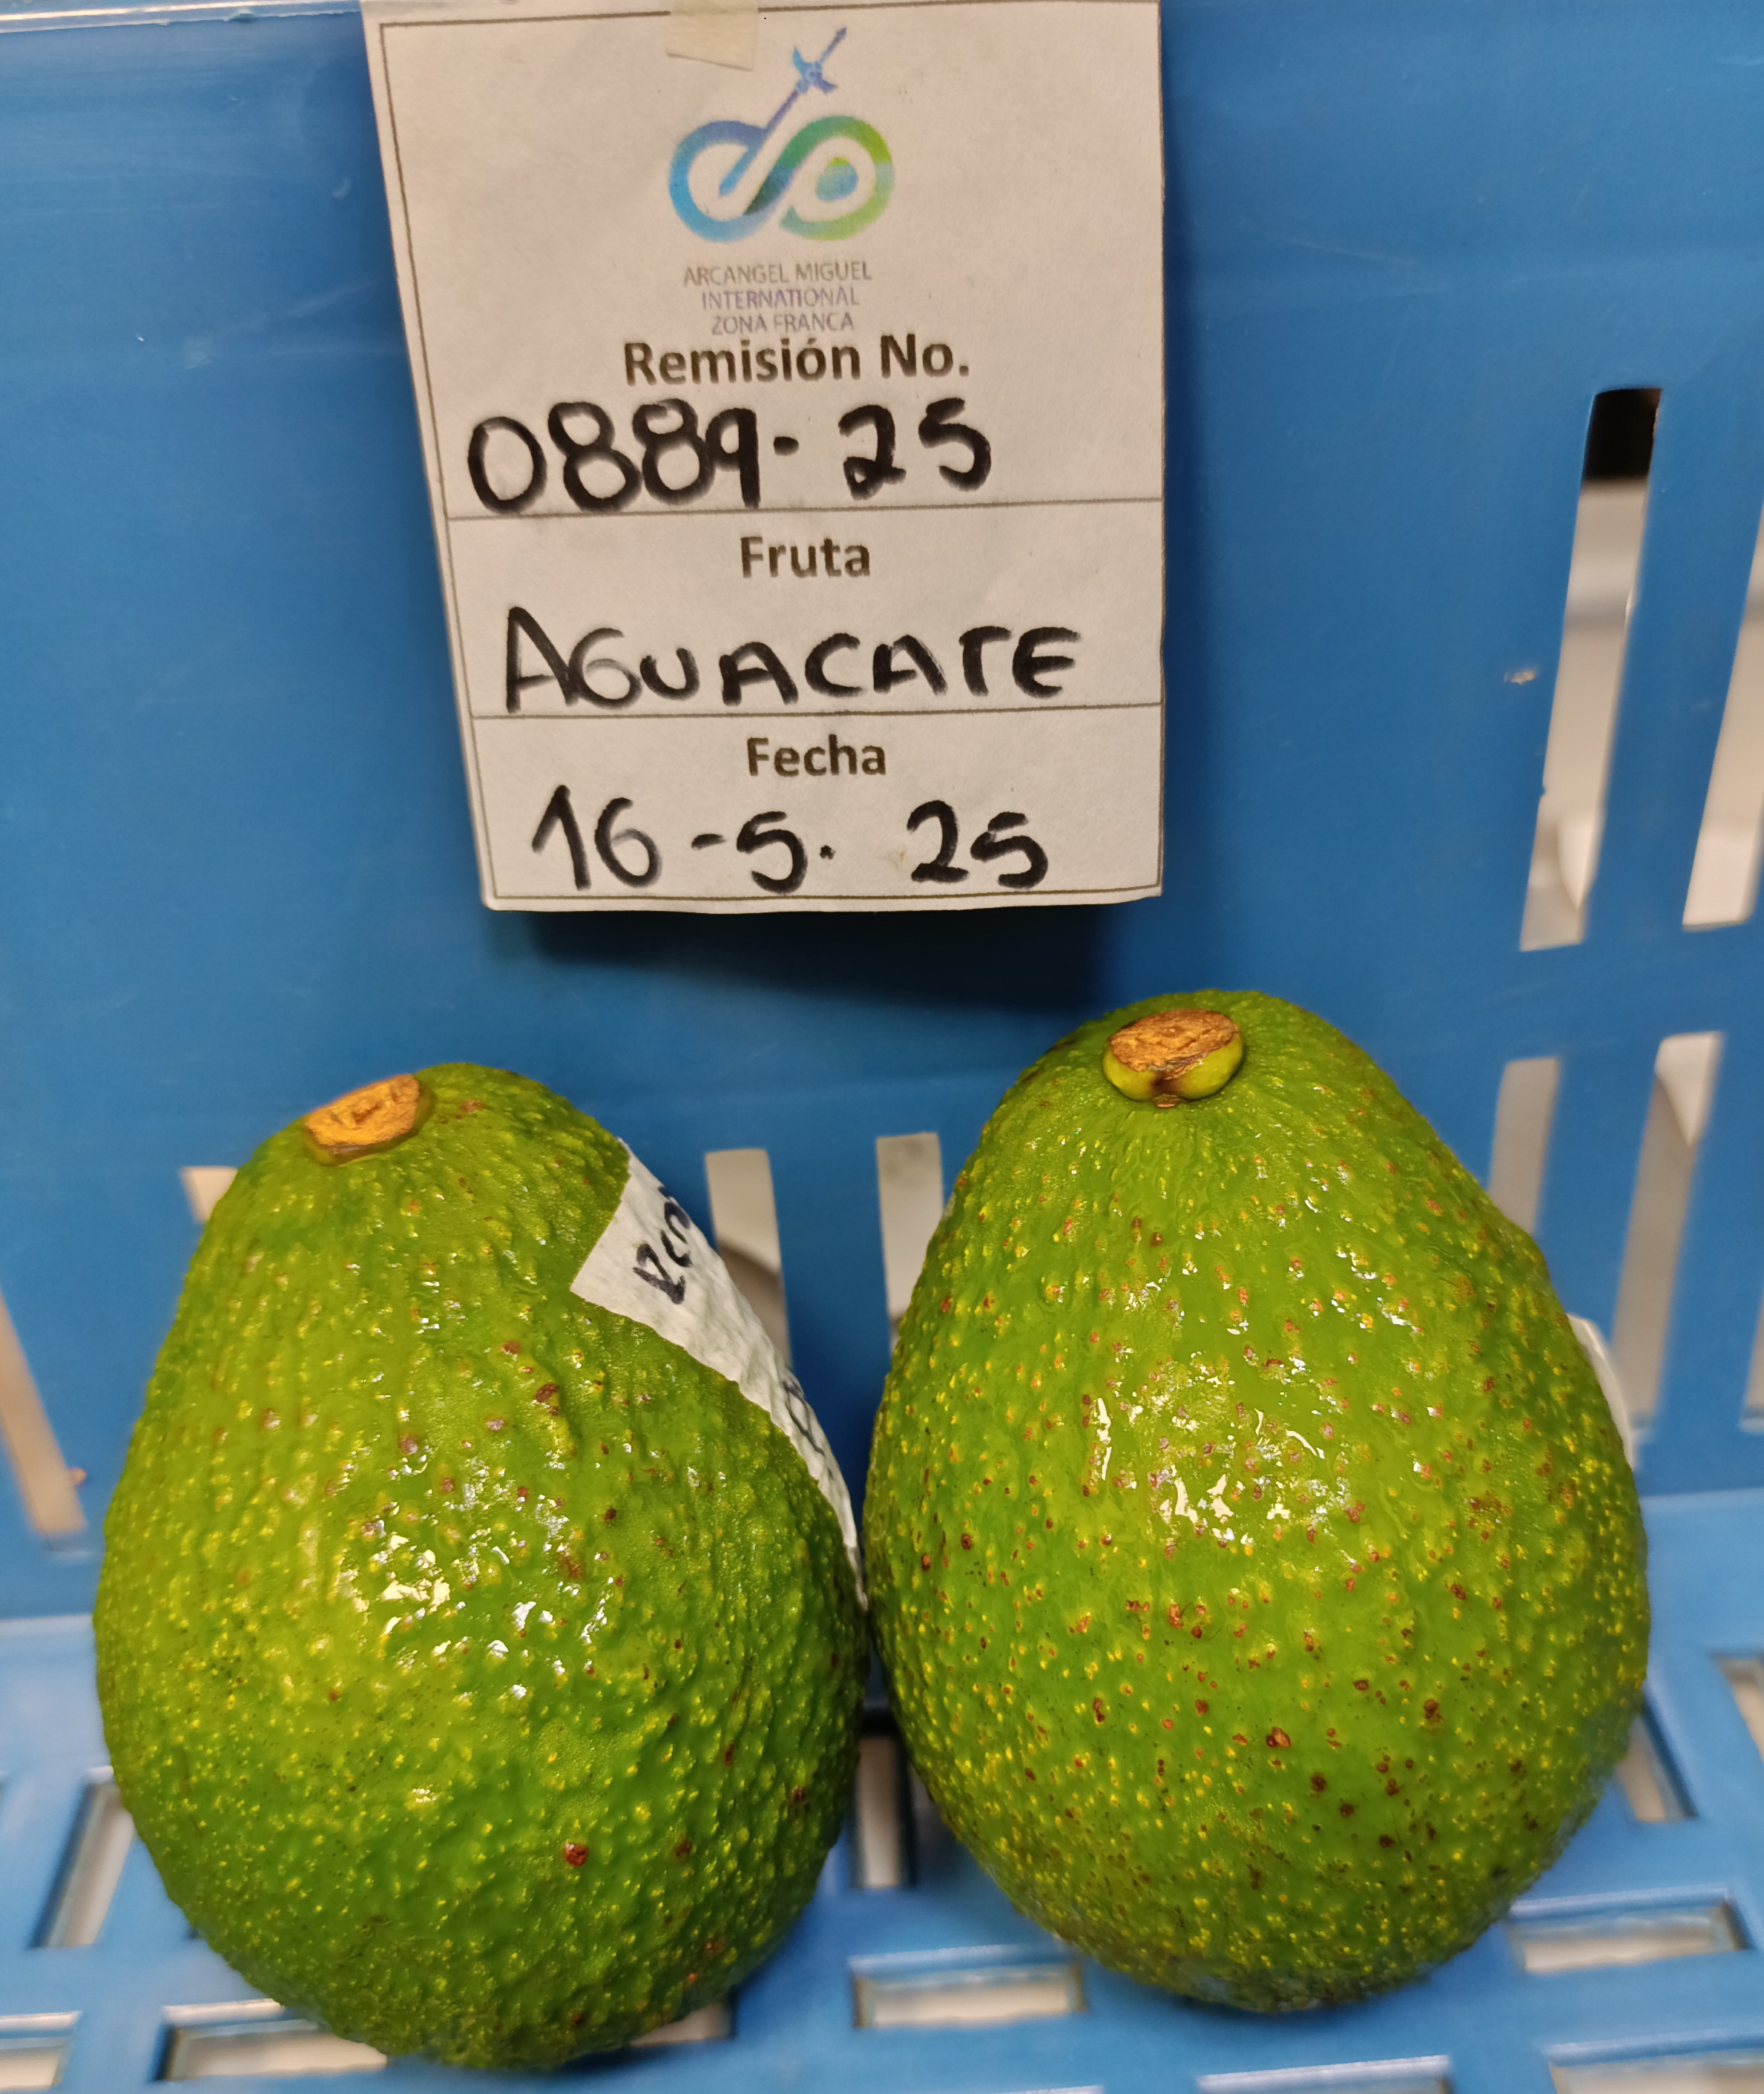 ARCANGEL MIGUEL
INTERNATIONAL
ZONA FRANCA
Remisión No.
0889-25
Fruta
AGUACATE
Fecha
16-5. 25